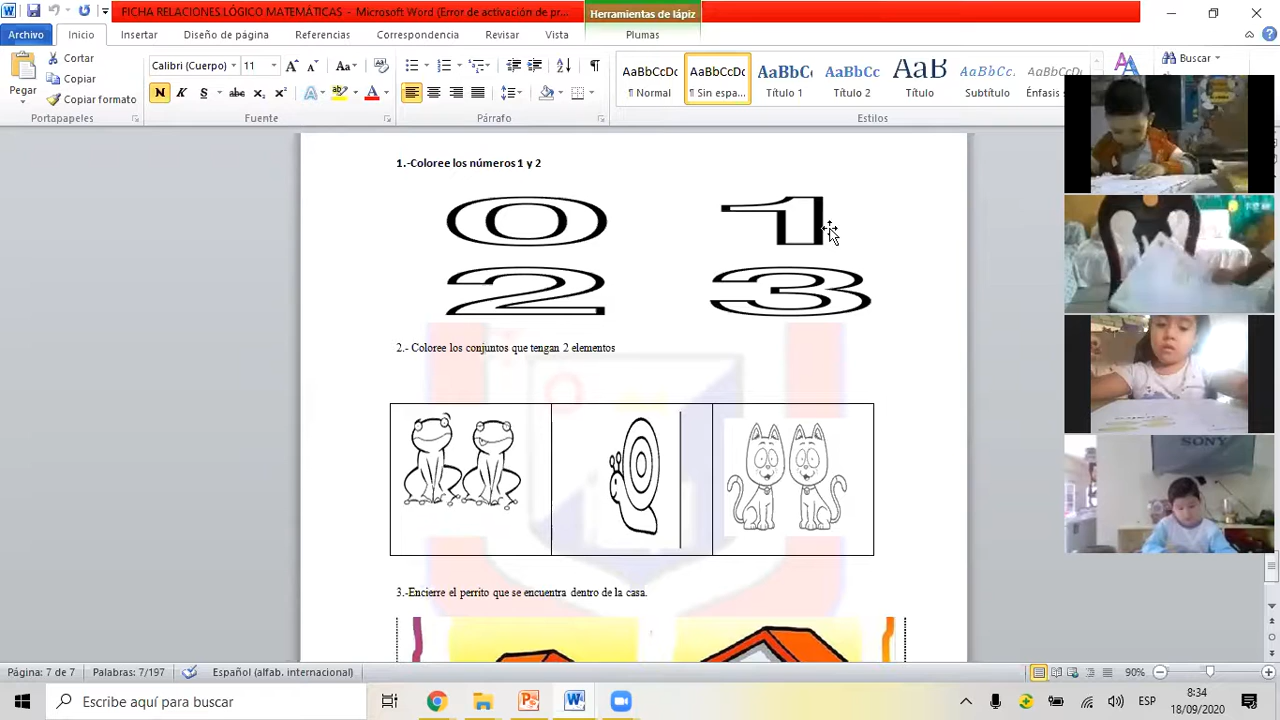 FICHA RELACIONES LÓGICO MATEMÁTICAS - Microsoft Word (Error de activación de pr...
Herramientas de lápiz
Archivo Inicio Insertar Diseño de página Referencias Correspondencia Revisar Vista Plumas
Cortar
Copiar
Copiar formato
Pegar
Portapapeles
Calibri (Cuerpo) 11
N K S abc x₂ x²
Fuente
Párrafo
AaBbCcDc AaBbCcDc AaBbC AaBbCc AaB AaBbCc AaBbCcDc
¶ Normal ¶ Sin espa... Título 1 Título 2 Título Subtítulo Énfasis
Estilos
Buscar
1.-Coloree los números 1 y 2
0 1
2 3
2.- Coloree los conjuntos que tengan 2 elementos
3.-Encierre el perrito que se encuentra dentro de la casa.
SONY
Página: 7 de 7 Palabras: 7/197 Español (alfab. internacional) 90%
Escribe aquí para buscar
ESP
8:34
18/09/2020